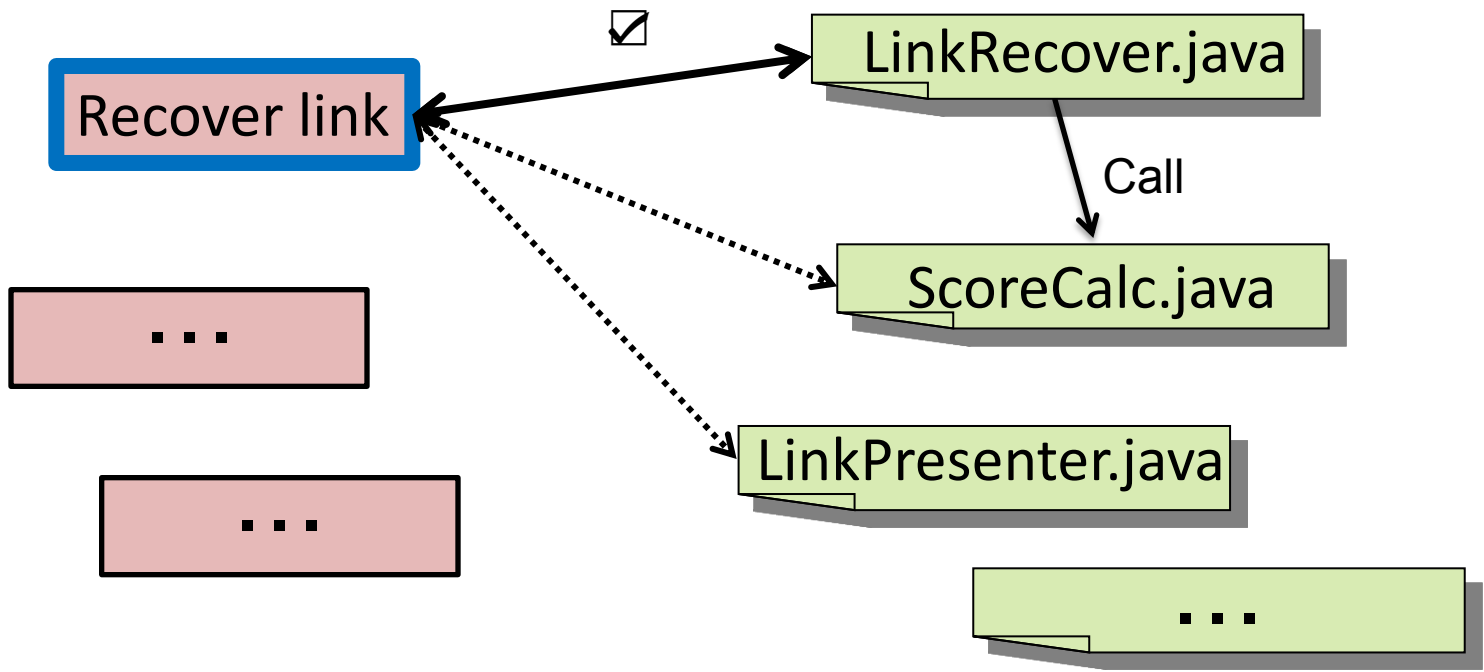 ☑
LinkRecover.java
Recover link
Call
ScoreCalc.java
...
LinkPresenter.java
...
...